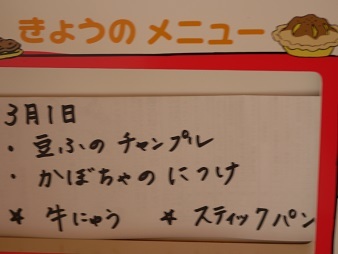 きょうの メニュー
3月1日
・豆ふの チャンプル
・かぼちゃの につけ
* 牛にゅう * スティックパン